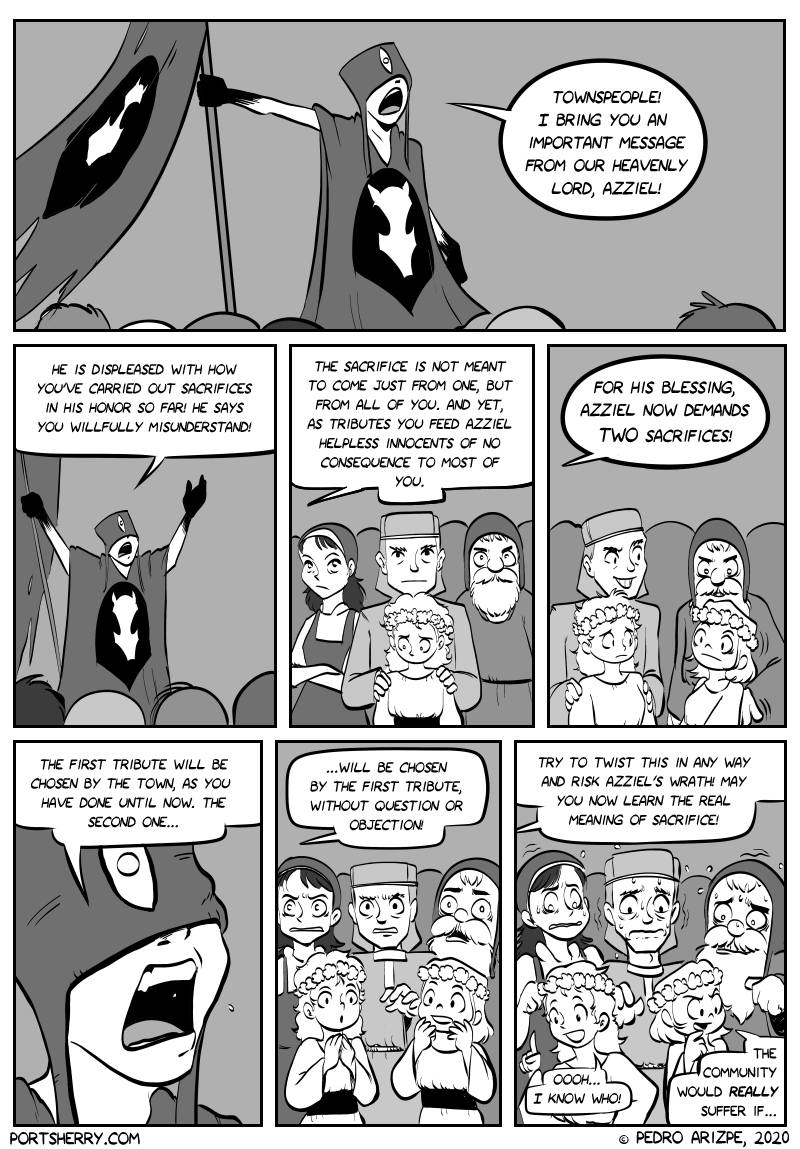 TOWNSPEOPLE!
I BRING YOU AN
IMPORTANT MESSAGE
FROM OUR HEAVENLY
LORD, AZZIEL!
HE IS DISPLEASED WITH HOW
YOU'VE CARRIED OUT SACRIFICES
IN HIS HONOR SO FAR! HE SAYS
YOU WILLFULLY MISUNDERSTAND!
THE SACRIFICE IS NOT MEANT
TO COME JUST FROM ONE, BUT
FROM ALL OF YOU. AND YET,
AS TRIBUTES YOU FEED AZZIEL
HELPLESS INNOCENTS OF NO
CONSEQUENCE TO MOST OF
YOU.
FOR HIS BLESSING,
AZZIEL NOW DEMANDS
TWO SACRIFICES!
THE FIRST TRIBUTE WILL BE
CHOSEN BY THE TOWN, AS YOU
HAVE DONE UNTIL NOW. THE
SECOND ONE...
...WILL BE CHOSEN
BY THE FIRST TRIBUTE,
WITHOUT QUESTION OR
OBJECTION!
TRY TO TWIST THIS IN ANY WAY
AND RISK AZZIEL'S WRATH! MAY
YOU NOW LEARN THE REAL
MEANING OF SACRIFICE!
OOOH...
I KNOW WHO!
THE
COMMUNITY
WOULD REALLY
SUFFER IF...
PORTSHERRY.COM
© PEDRO ARIZPE, 2020